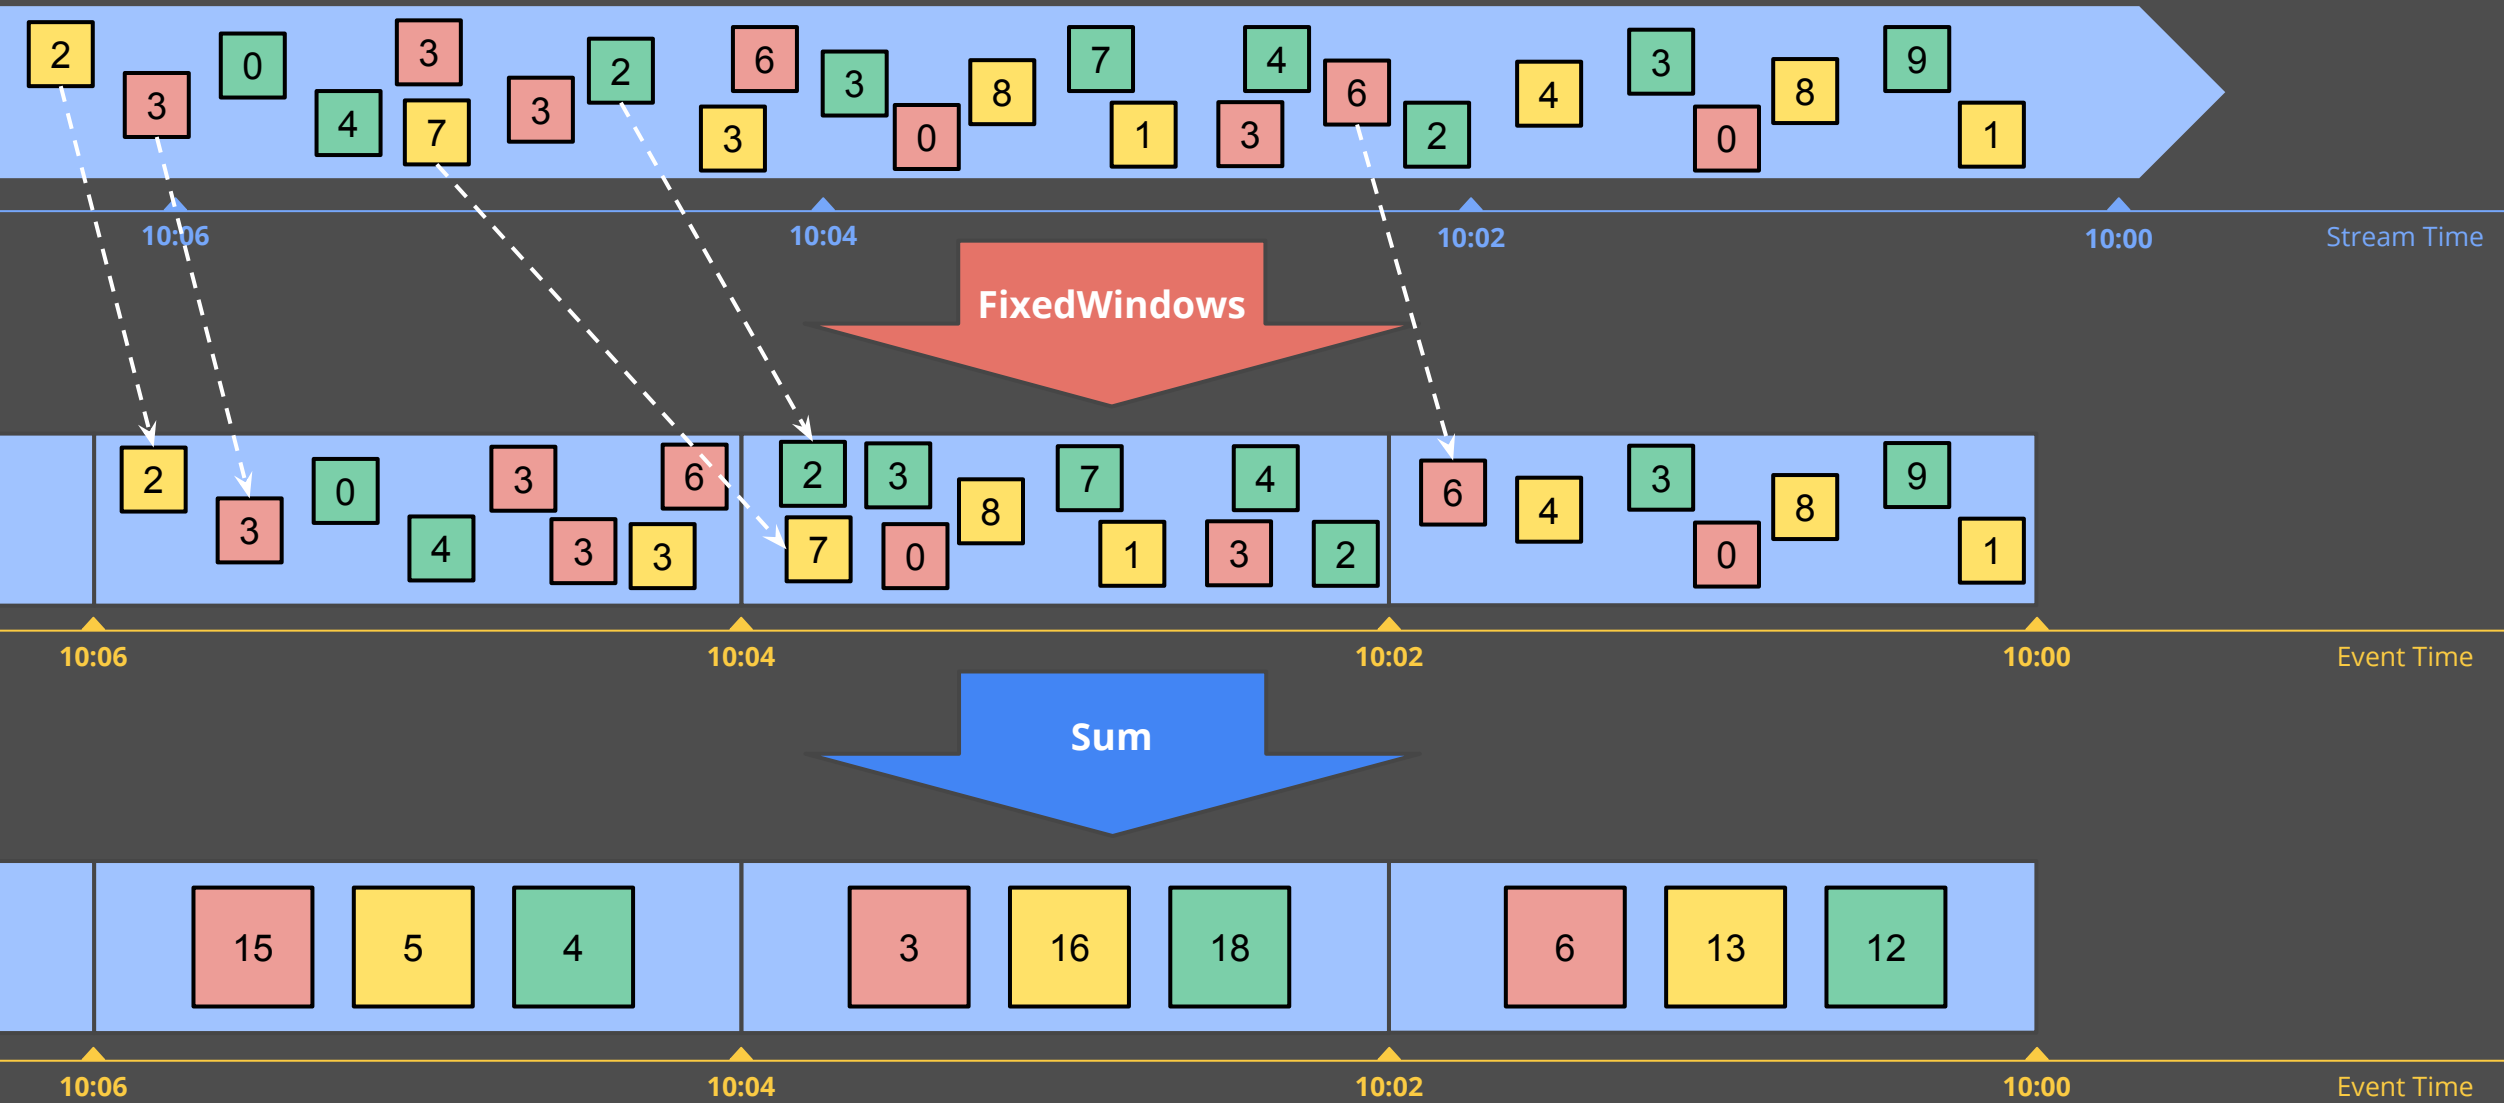 2 3 0 4 3 7 3 2 3 6 3 0 8 7 1 3 4 6 2 4 3 0 8 9 1
10:06 10:04 10:02 10:00 Stream Time
FixedWindows
2 3 0 4 3 3 3 6 2 7 3 0 8 7 1 3 4 2 6 4 3 0 8 9 1
10:06 10:04 10:02 10:00 Event Time
Sum
15 5 4 3 16 18 6 13 12
10:06 10:04 10:02 10:00 Event Time